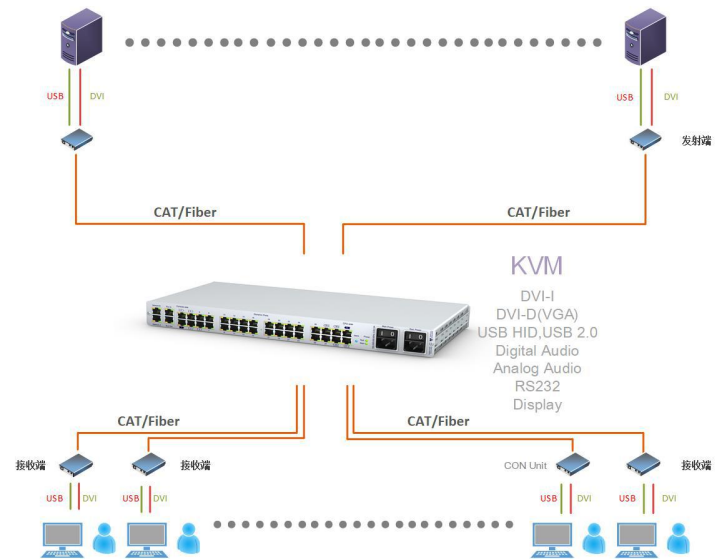 USB DVI
USB DVI
发射端
CAT/Fiber
CAT/Fiber
KVM
DVI-I
DVI-D(VGA)
USB HID,USB 2.0
Digital Audio
Analog Audio
RS232
Display
CAT/Fiber
CAT/Fiber
接收端
接收端
CON Unit
接收端
USB DVI
USB DVI
USB DVI
USB DVI